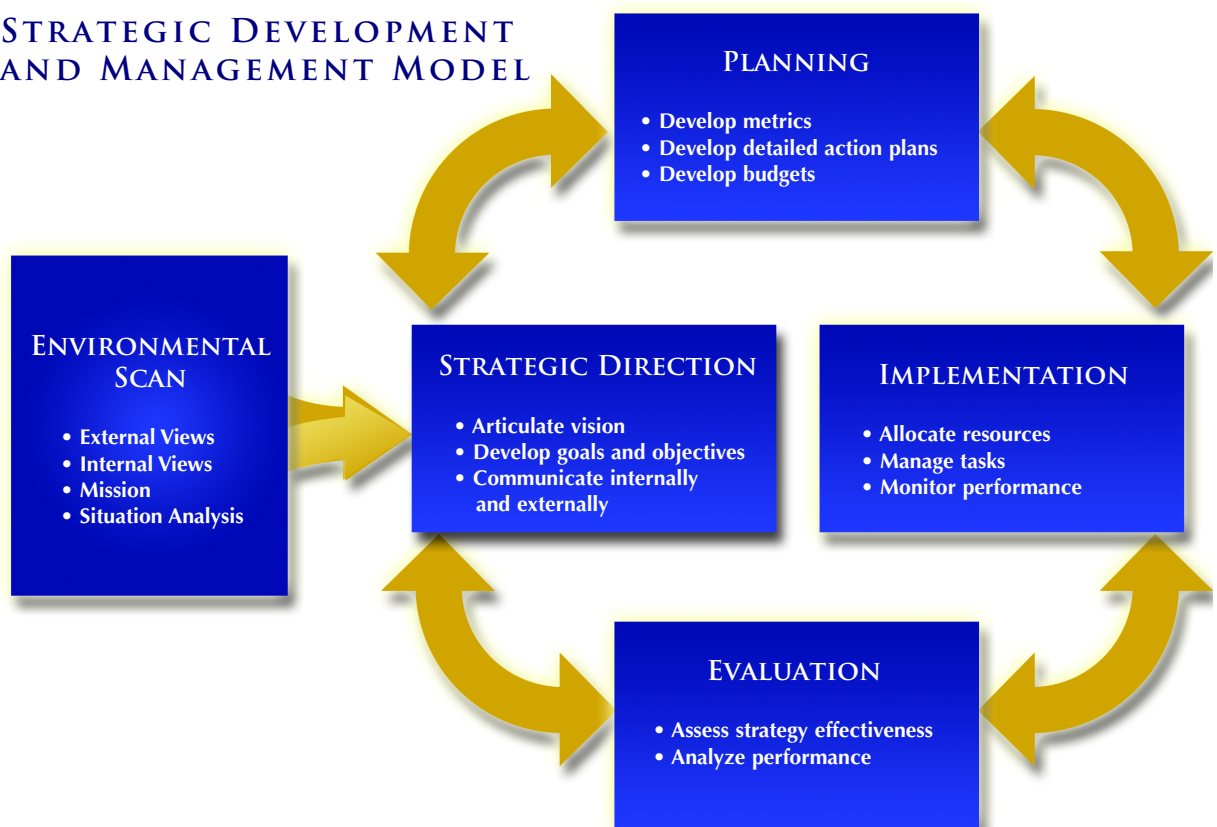 Strategic Development
and Management Model
Planning
• Develop metrics
• Develop detailed action plans
• Develop budgets
Environmental
Scan
• External Views
• Internal Views
• Mission
• Situation Analysis
Strategic Direction
• Articulate vision
• Develop goals and objectives
• Communicate internally
and externally
Implementation
• Allocate resources
• Manage tasks
• Monitor performance
Evaluation
• Assess strategy effectiveness
• Analyze performance